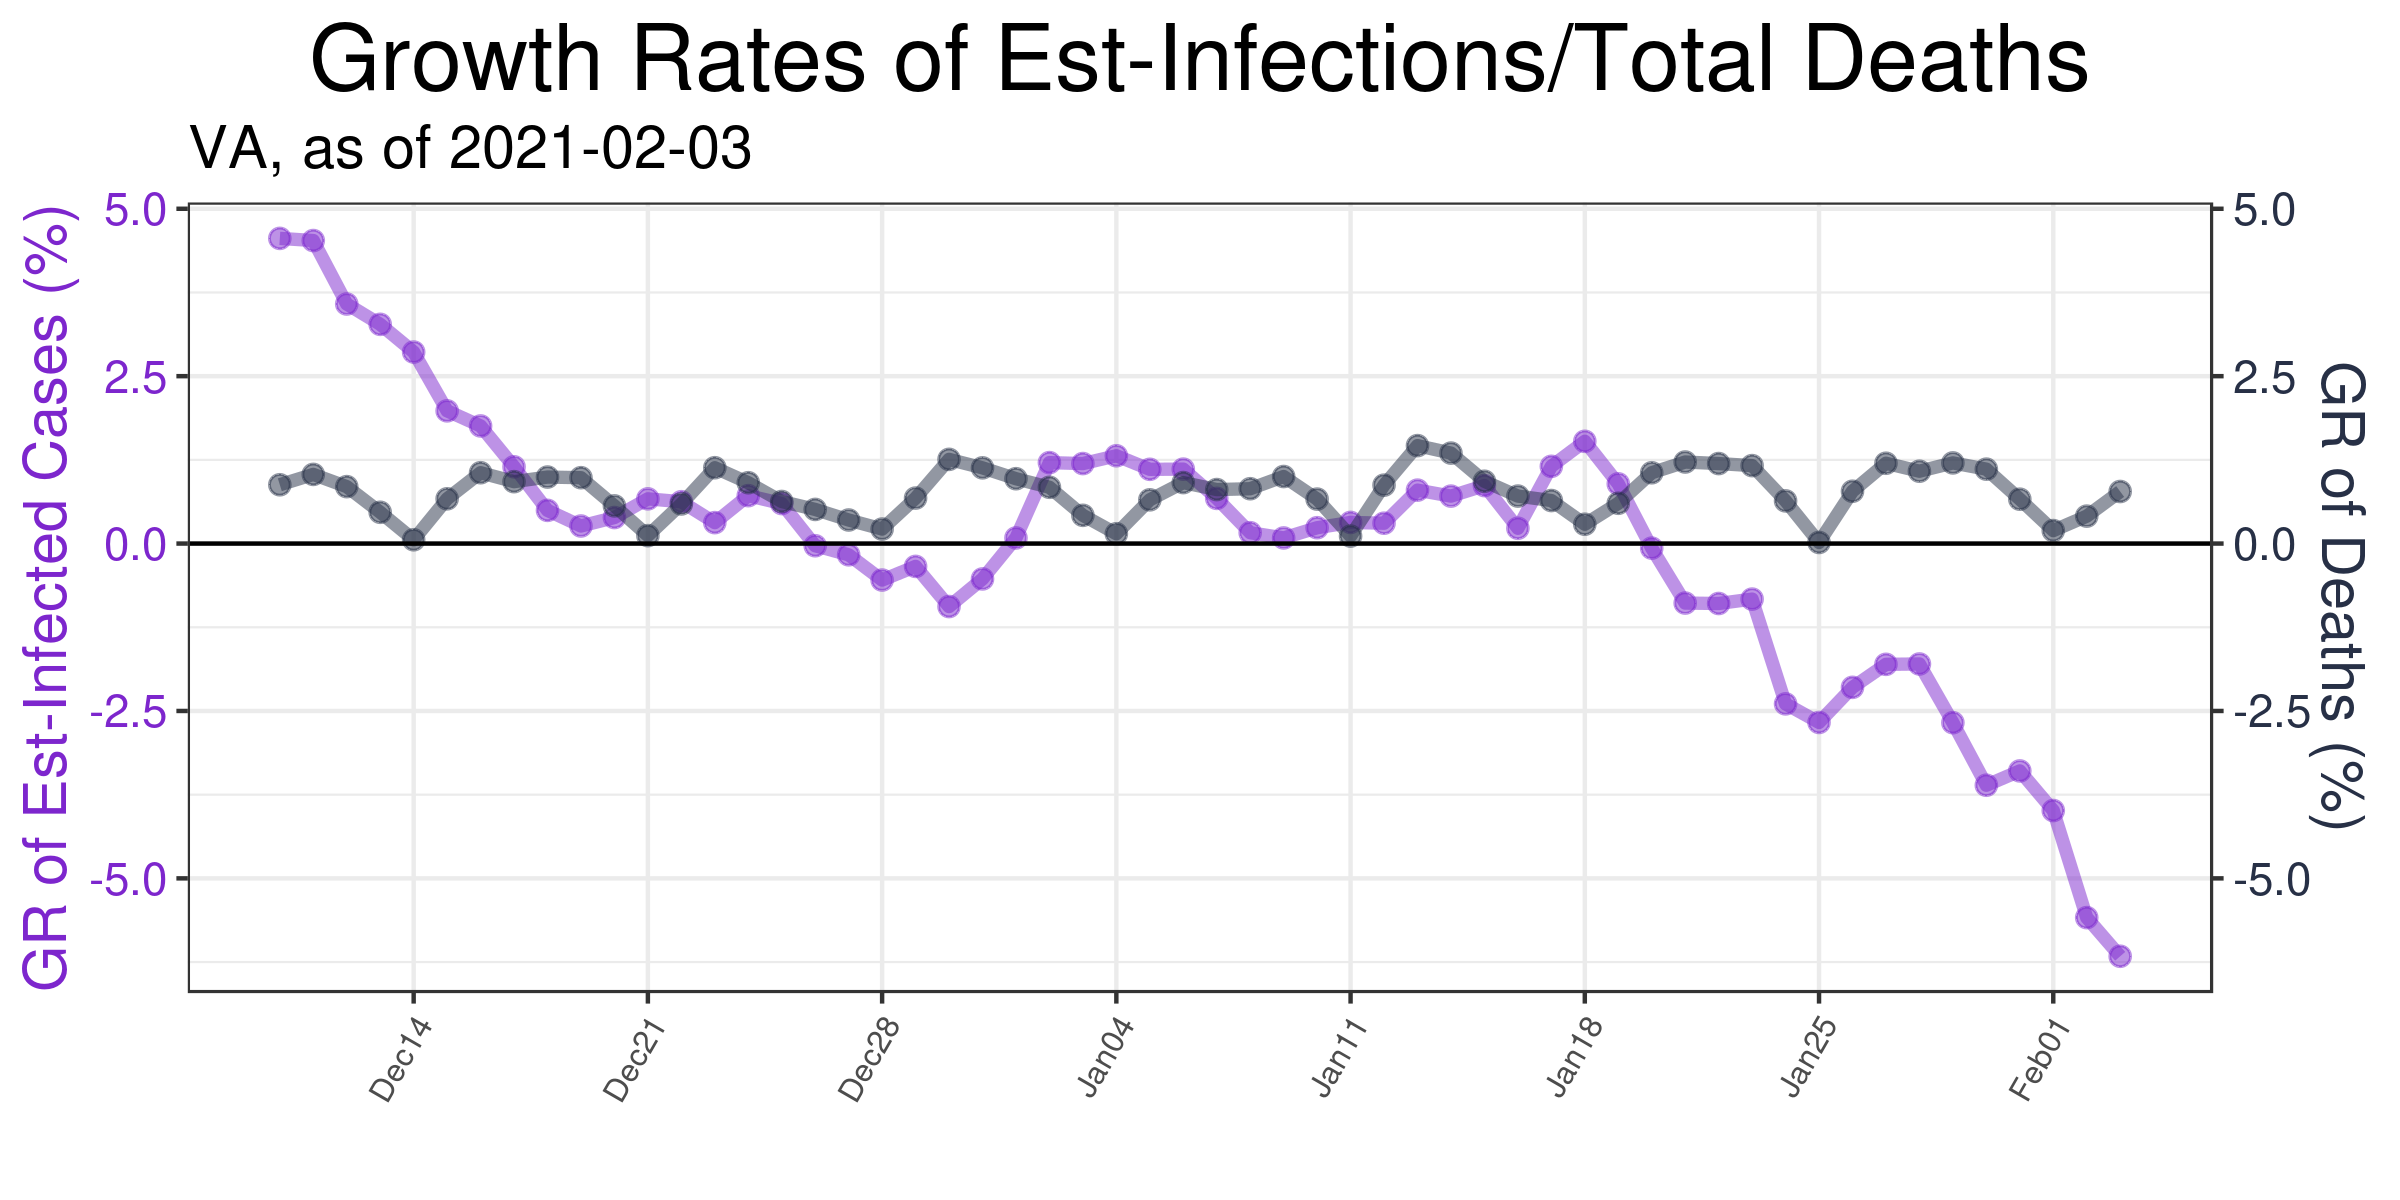 Growth Rates of Est-Infections/Total Deaths
VA, as of 2021-02-03
GR of Est-Infected Cases (%)
5.0
2.5
0.0
-2.5
-5.0
5.0
2.5
0.0
-2.5
-5.0
GR of Deaths (%)
Dec14
Dec21
Dec28
Jan04
Jan11
Jan18
Jan25
Feb01